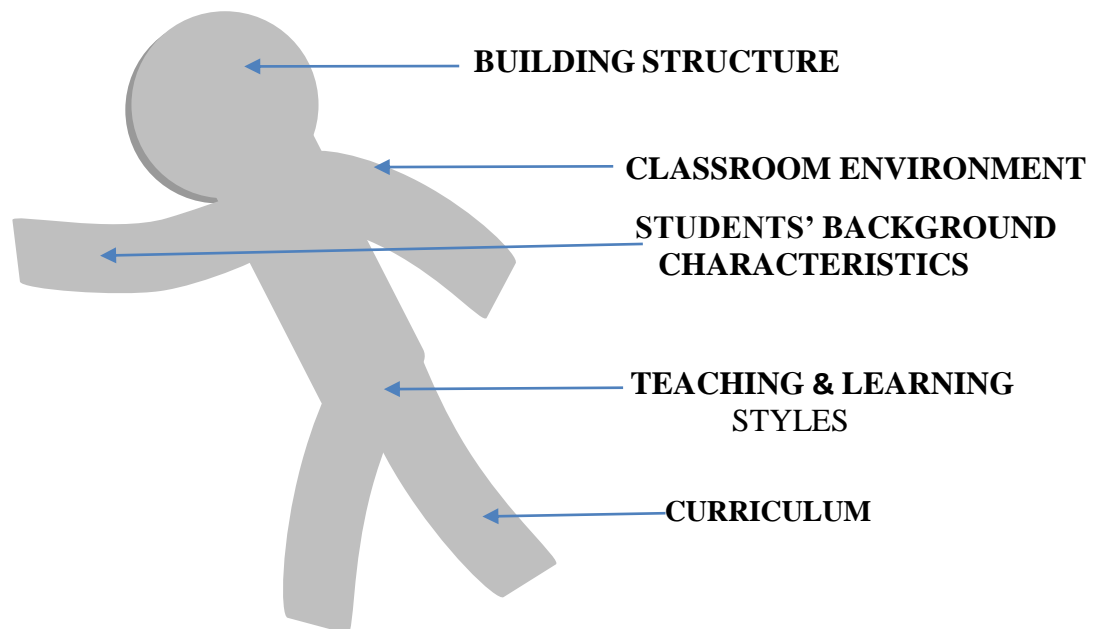 BUILDING STRUCTURE
CLASSROOM ENVIRONMENT
STUDENTS’ BACKGROUND
CHARACTERISTICS
TEACHING & LEARNING
STYLES
CURRICULUM